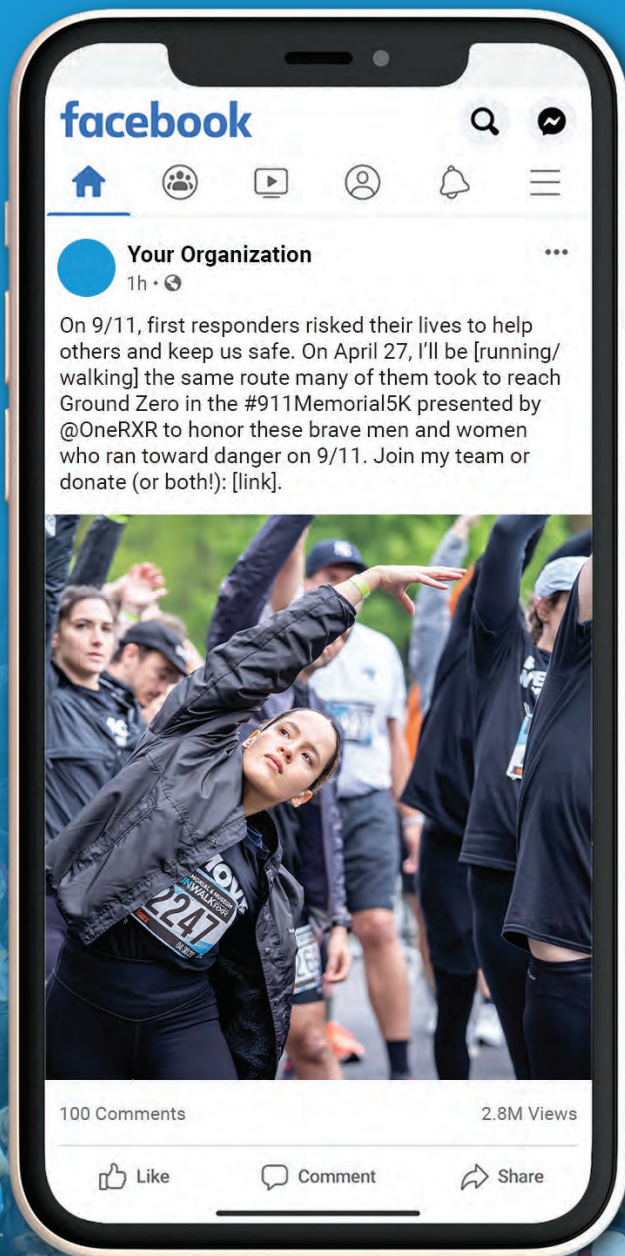 facebook
Your Organization
1h •
On 9/11, first responders risked their lives to help
others and keep us safe. On April 27, I'll be [running/
walking] the same route many of them took to reach
Ground Zero in the #911Memorial5K presented by
@OneRXR to honor these brave men and women
who ran toward danger on 9/11. Join my team or
donate (or both!): [link].
2247
100 Comments
2.8M Views
Like
Comment
Share